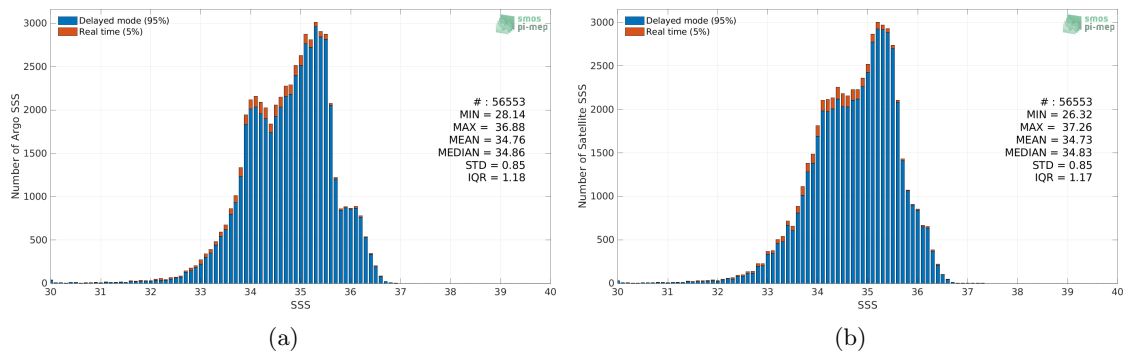 Delayed mode (95%)
Real time (5%)
smos
pi-mep
# : 56553
MIN = 28.14
MAX = 36.88
MEAN = 34.76
MEDIAN = 34.86
STD = 0.85
IQR = 1.18
Number of Argo SSS
3000
2500
2000
1500
1000
500
0
30 31 32 33 34 35 36 37 38 39 40
SSS
(a)
Delayed mode (95%)
Real time (5%)
smos
pi-mep
# : 56553
MIN = 26.32
MAX = 37.26
MEAN = 34.73
MEDIAN = 34.83
STD = 0.85
IQR = 1.17
Number of Satellite SSS
3000
2500
2000
1500
1000
500
0
30 31 32 33 34 35 36 37 38 39 40
SSS
(b)